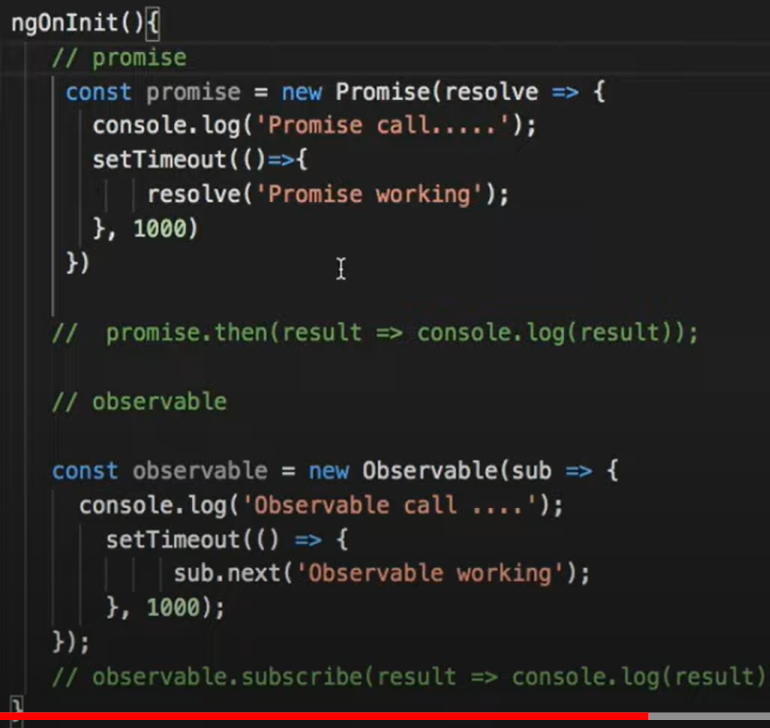 ngOnInit(){
// promise
const promise = new Promise(resolve => {
console.log('Promise call.....');
setTimeout(()=>{
resolve('Promise working');
}, 1000)
})
//  promise.then(result => console.log(result));
// observable
const observable = new Observable(sub => {
console.log('Observable call ....');
setTimeout(() => {
sub.next('Observable working');
}, 1000);
});
// observable.subscribe(result => console.log(result)
}